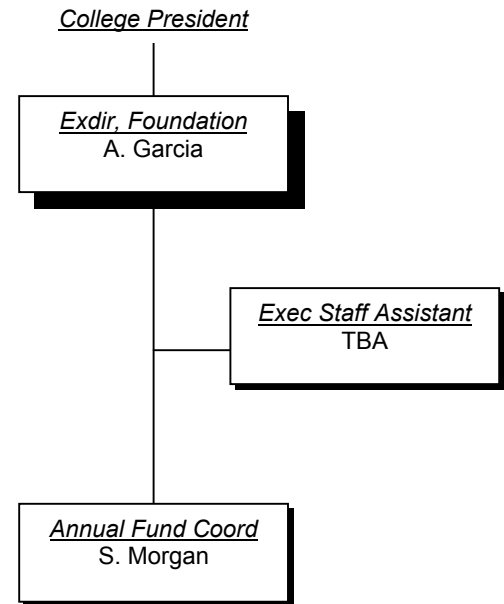 College President
Exdir, Foundation
A. Garcia
Exec Staff Assistant
TBA
Annual Fund Coord
S. Morgan